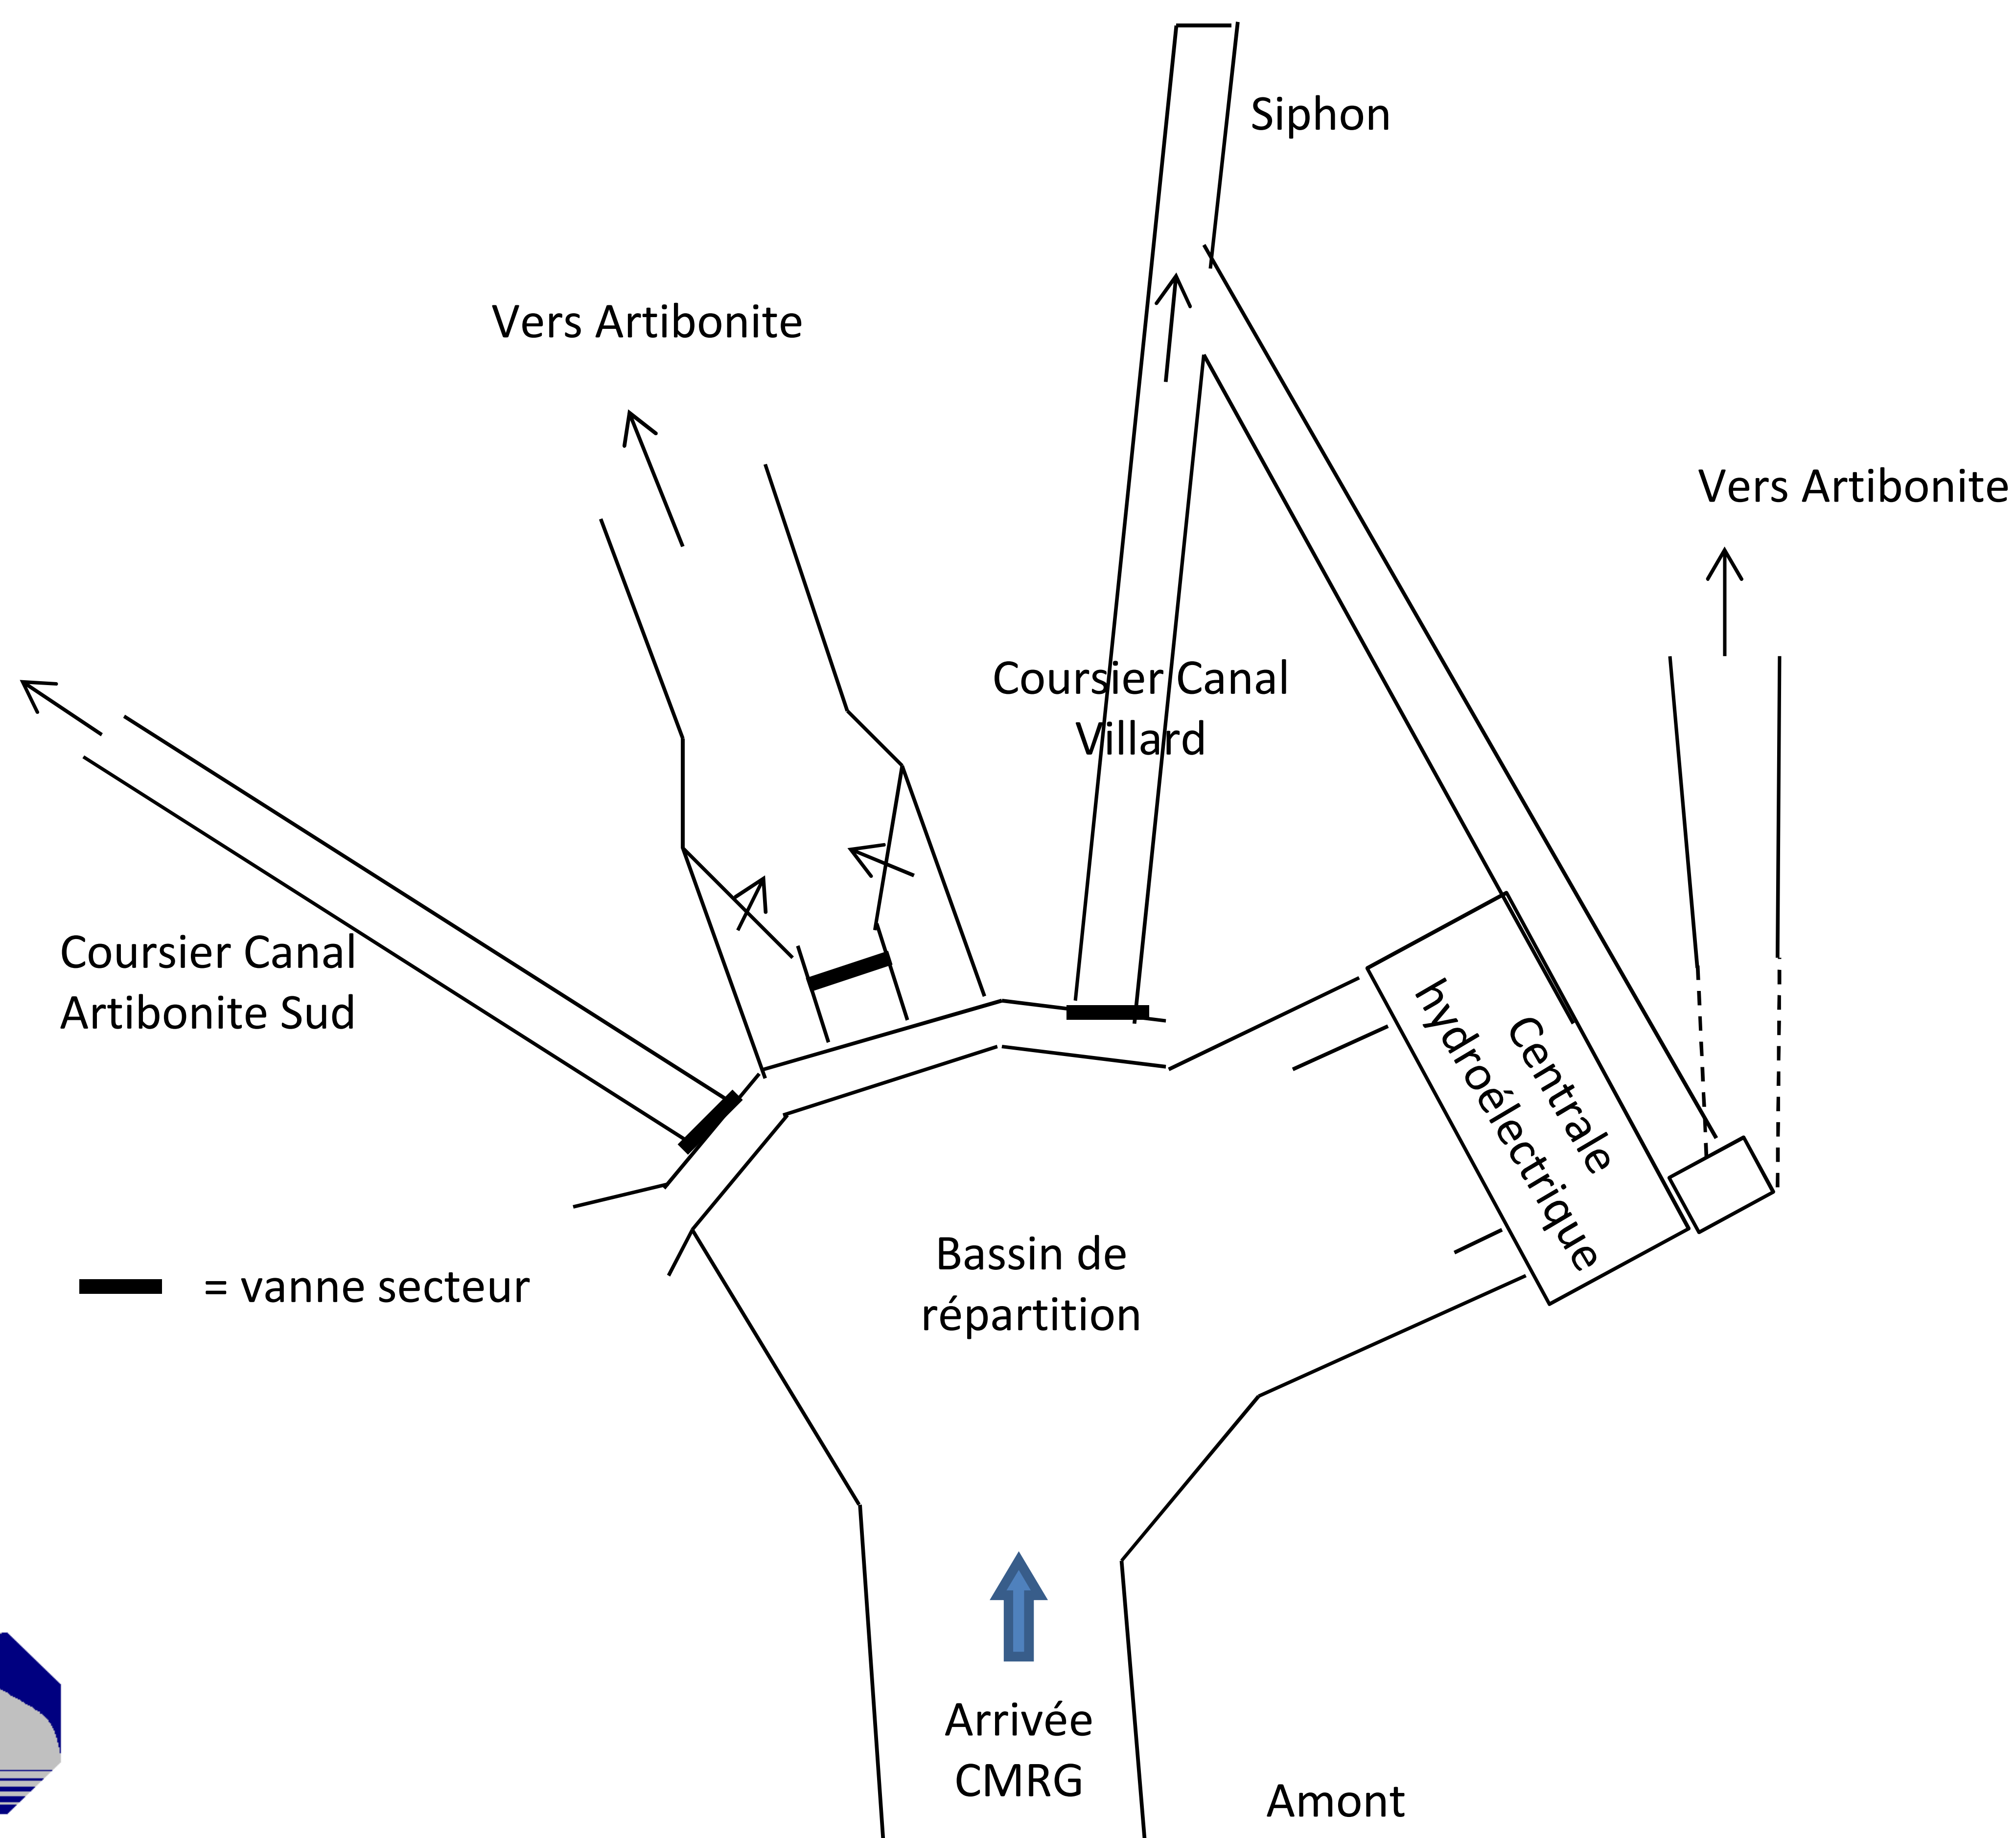 Siphon
Vers Artibonite
Vers Artibonite
Coursier Canal
Villard
Coursier Canal
Artibonite Sud
Centrale
hydroélectrique
= vanne secteur
Bassin de
répartition
Arrivée
CMRG
Amont